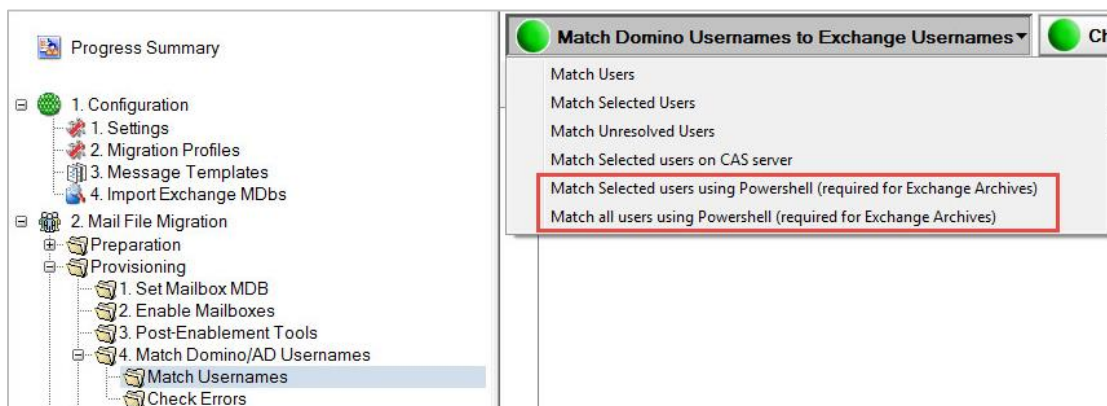 Progress Summary
1. Configuration
1. Settings
2. Migration Profiles
3. Message Templates
4. Import Exchange MDbs
2. Mail File Migration
Preparation
Provisioning
1. Set Mailbox MDB
2. Enable Mailboxes
3. Post-Enablement Tools
4. Match Domino/AD Usernames
Match Usernames
Check Errors
Match Domino Usernames to Exchange Usernames
Match Users
Match Selected Users
Match Unresolved Users
Match Selected users on CAS server
Match Selected users using Powershell (required for Exchange Archives)
Match all users using Powershell (required for Exchange Archives)